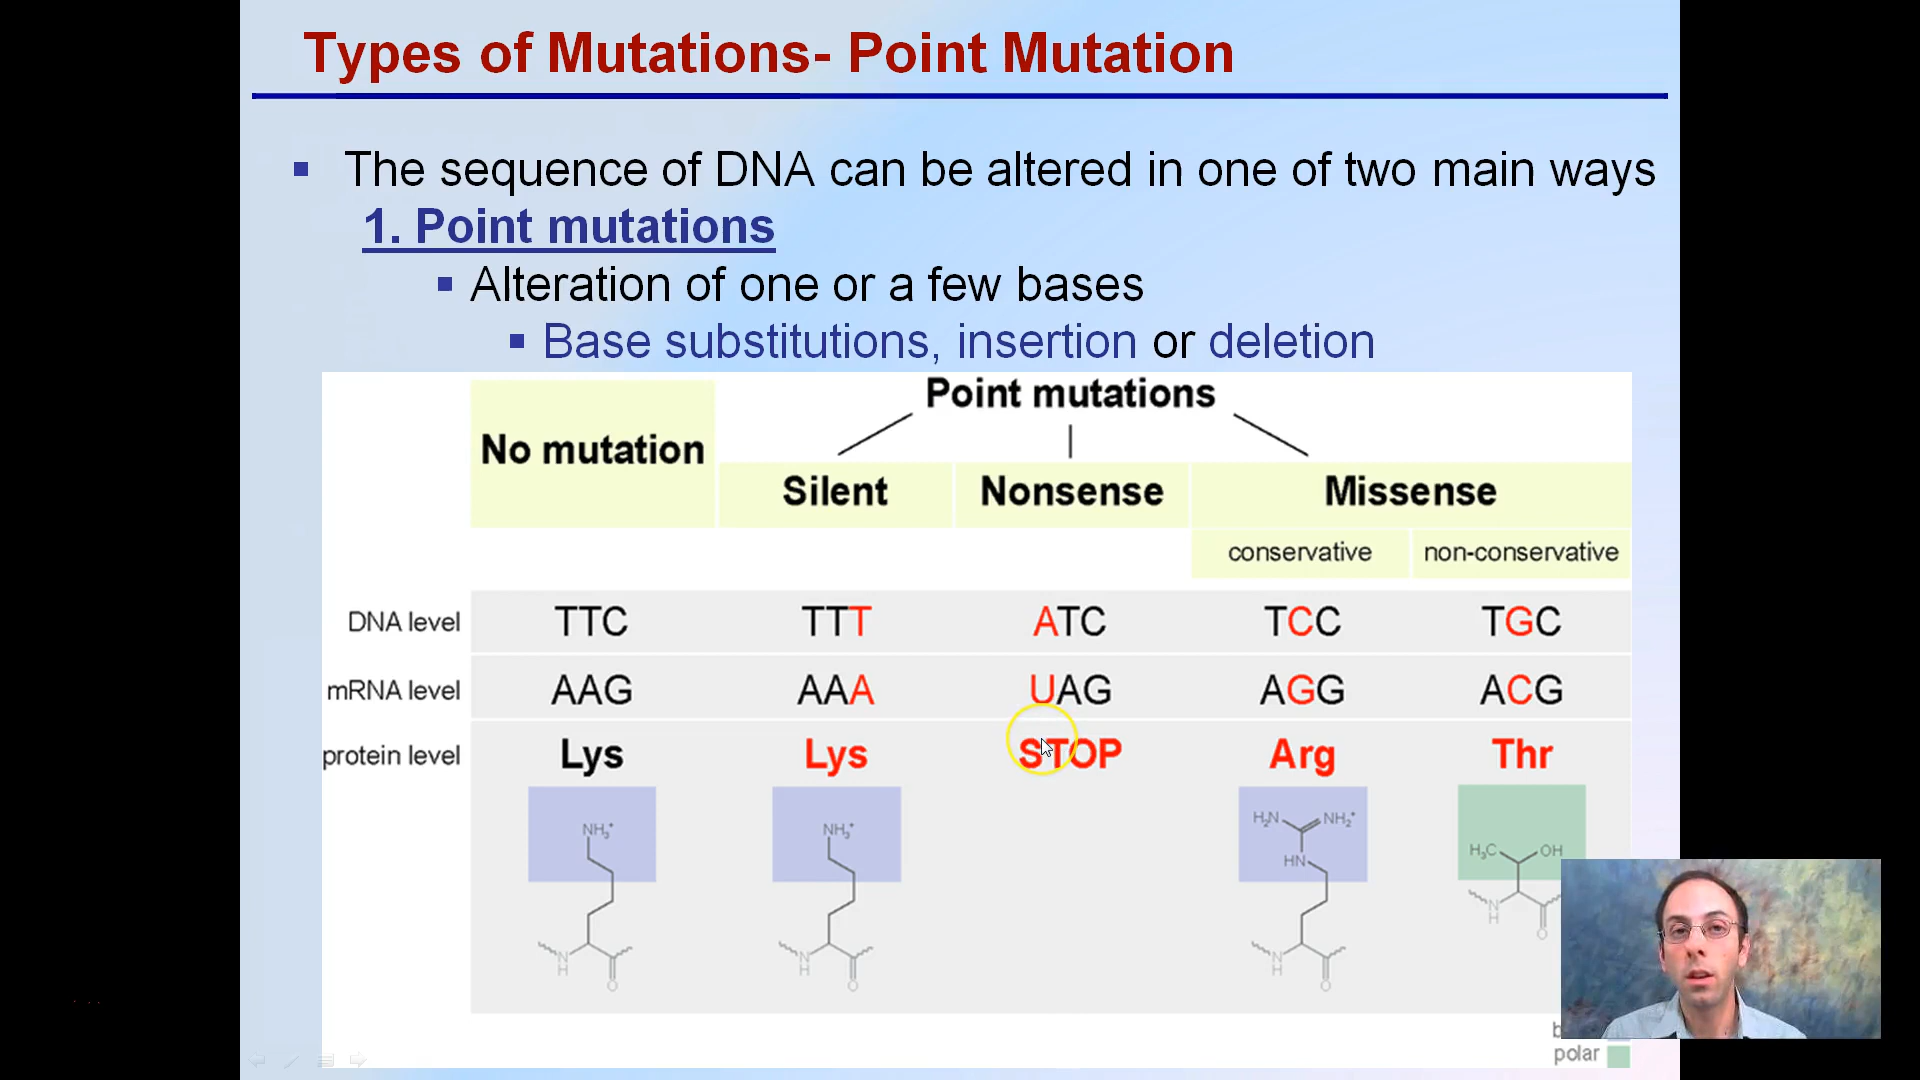 Types of Mutations- Point Mutation
▪ The sequence of DNA can be altered in one of two main ways
1. Point mutations
▪ Alteration of one or a few bases
▪ Base substitutions, insertion or deletion
Point mutations
No mutation
Silent Nonsense Missense
conservative non-conservative
DNA level TTC TTT ATC TCC TGC
mRNA level AAG AAA UAG AGG ACG
protein level Lys Lys STOP Arg Thr
NH₃⁺ NH₃⁺ H₂N NH₂⁺ H₃C OH
HN
N H O N H O N H O N H O
polar